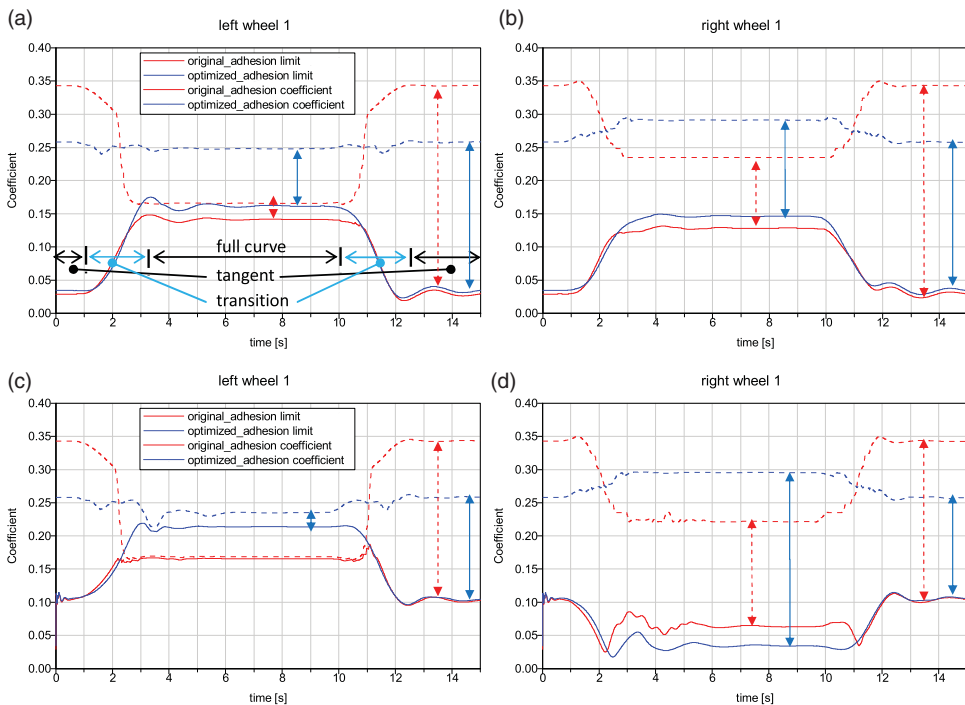 (a)
left wheel 1
0.40
0.35
0.30
0.25
0.20
0.15
0.10
0.05
0.00
Coefficient
original_adhesion limit
optimized_adhesion limit
original_adhesion coefficient
optimized_adhesion coefficient
full curve
tangent
transition
0 2 4 6 8 10 12 14
time [s]
(b)
right wheel 1
0.40
0.35
0.30
0.25
0.20
0.15
0.10
0.05
0.00
Coefficient
0 2 4 6 8 10 12 14
time [s]
(c)
left wheel 1
0.40
0.35
0.30
0.25
0.20
0.15
0.10
0.05
0.00
Coefficient
original_adhesion limit
optimized_adhesion limit
original_adhesion coefficient
optimized_adhesion coefficient
0 2 4 6 8 10 12 14
time [s]
(d)
right wheel 1
0.40
0.35
0.30
0.25
0.20
0.15
0.10
0.05
0.00
Coefficient
0 2 4 6 8 10 12 14
time [s]